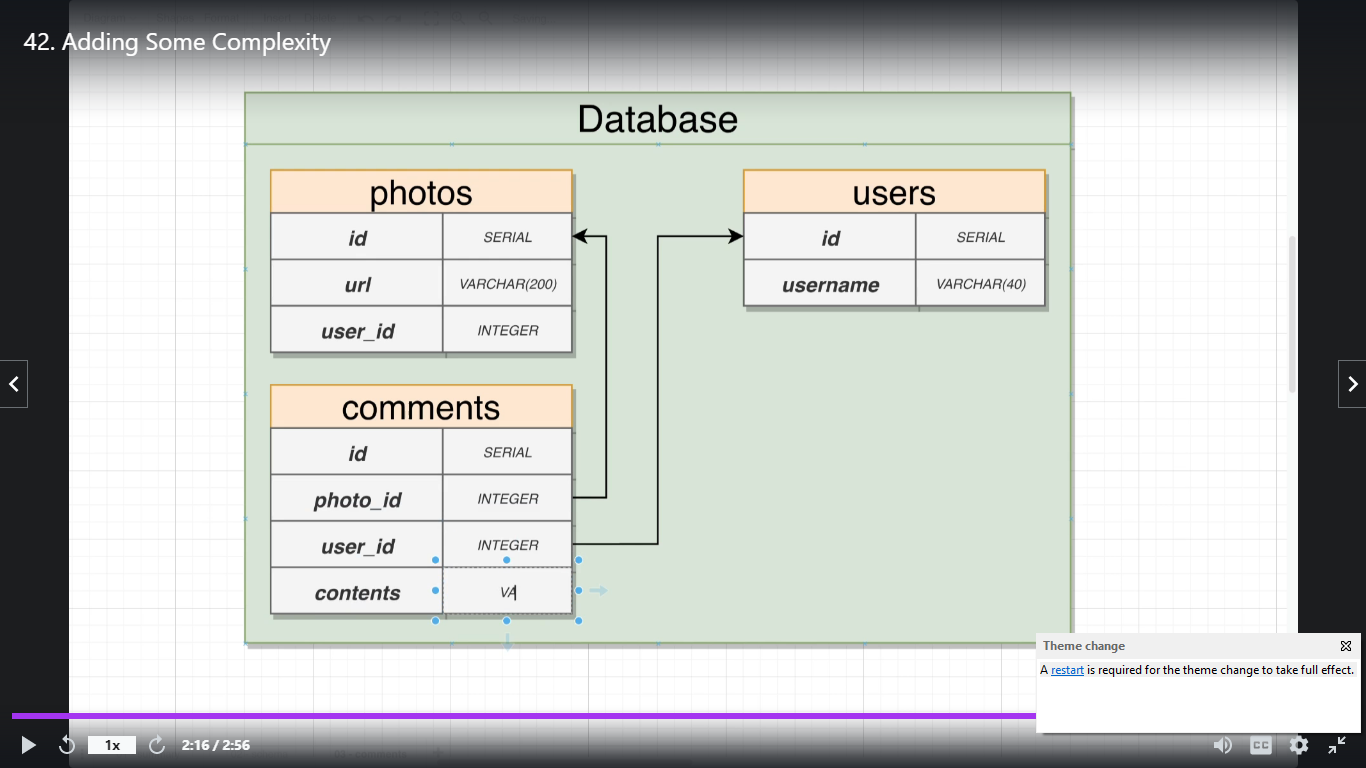 42. Adding Some Complexity
Database
photos
id SERIAL
url VARCHAR(200)
user_id INTEGER
users
id SERIAL
username VARCHAR(40)
comments
id SERIAL
photo_id INTEGER
user_id INTEGER
contents VA
Theme change
A restart is required for the theme change to take full effect.
1x
2:16 / 2:56
CC